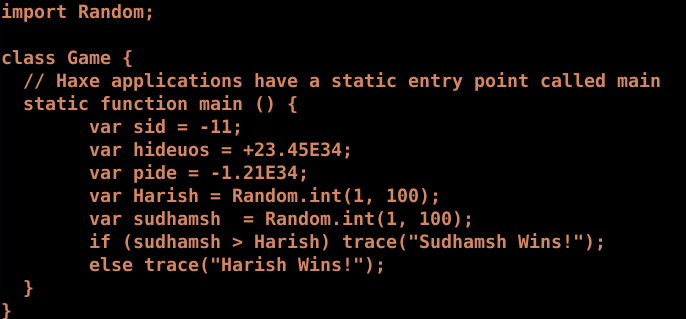 import Random;
class Game {
// Haxe applications have a static entry point called main
static function main () {
var sid = -11;
var hideuos = +23.45E34;
var pide = -1.21E34;
var Harish = Random.int(1, 100);
var sudhamsh  = Random.int(1, 100);
if (sudhamsh > Harish) trace("Sudhamsh Wins!");
else trace("Harish Wins!");
}
}